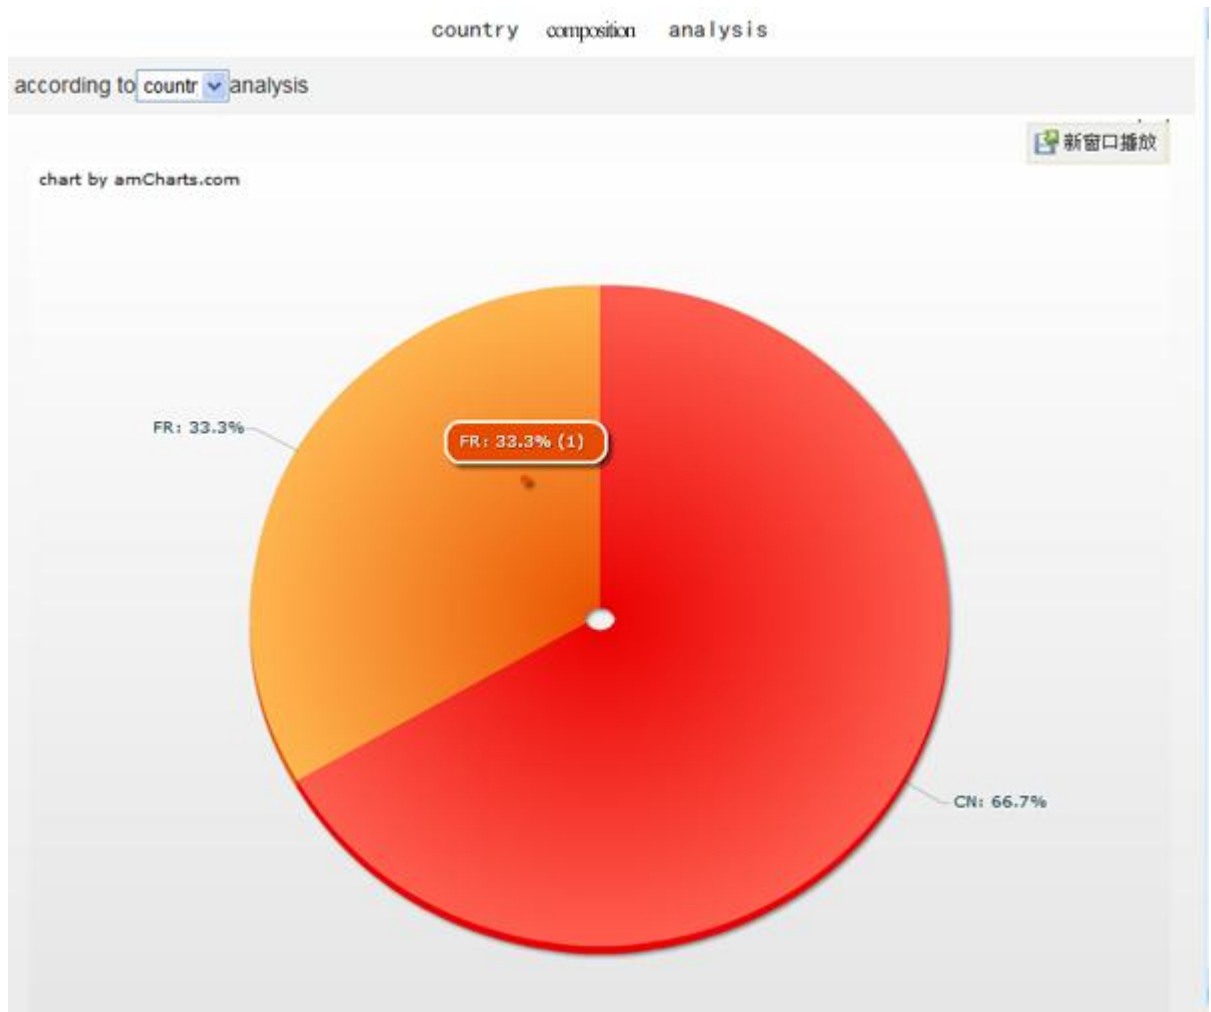 country composition analysis
according to countr analysis
新窗口播放
chart by amCharts.com
FR: 33.3%
FR: 33.3% (1)
CN: 66.7%